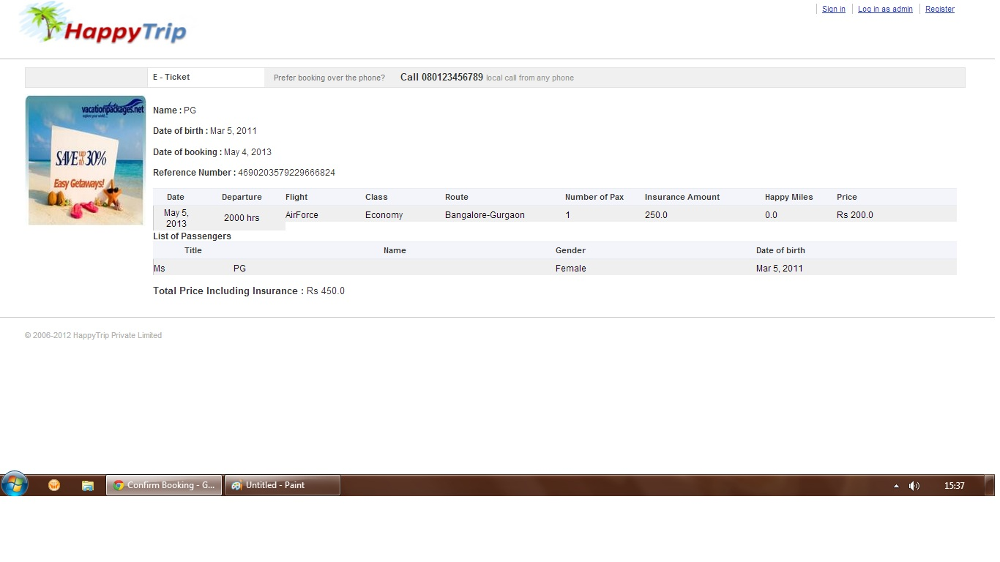 HappyTrip
Sign in
Log in as admin
Register
E - Ticket
Prefer booking over the phone? Call 080123456789 local call from any phone
vacationpackages.net
SAVE up to 30%
Easy Getaways!
Name : PG
Date of birth : Mar 5, 2011
Date of booking : May 4, 2013
Reference Number : 4690203579229666824
Date Departure Flight Class Route Number of Pax Insurance Amount Happy Miles Price
May 5, 2013 2000 hrs AirForce Economy Bangalore-Gurgaon 1 250.0 0.0 Rs 200.0
List of Passengers
Title Name Gender Date of birth
Ms PG Female Mar 5, 2011
Total Price Including Insurance : Rs 450.0
© 2006-2012 HappyTrip Private Limited
Confirm Booking - G...
Untitled - Paint
15:37